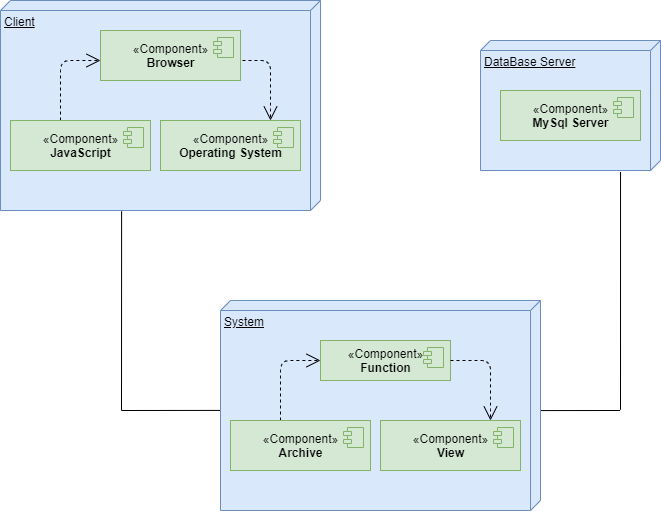 Client
«Component»
Browser
«Component»
JavaScript
«Component»
Operating System
DataBase Server
«Component»
MySql Server
System
«Component»
Function
«Component»
Archive
«Component»
View